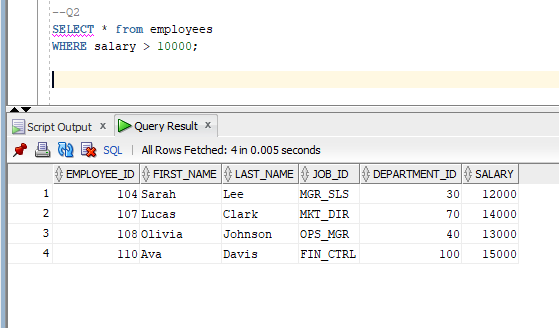 --Q2
SELECT * from employees
WHERE salary > 10000;
Script Output x Query Result x
SQL | All Rows Fetched: 4 in 0.005 seconds
EMPLOYEE_ID FIRST_NAME LAST_NAME JOB_ID DEPARTMENT_ID SALARY
1 104 Sarah Lee MGR_SLS 30 12000
2 107 Lucas Clark MKT_DIR 70 14000
3 108 Olivia Johnson OPS_MGR 40 13000
4 110 Ava Davis FIN_CTRL 100 15000